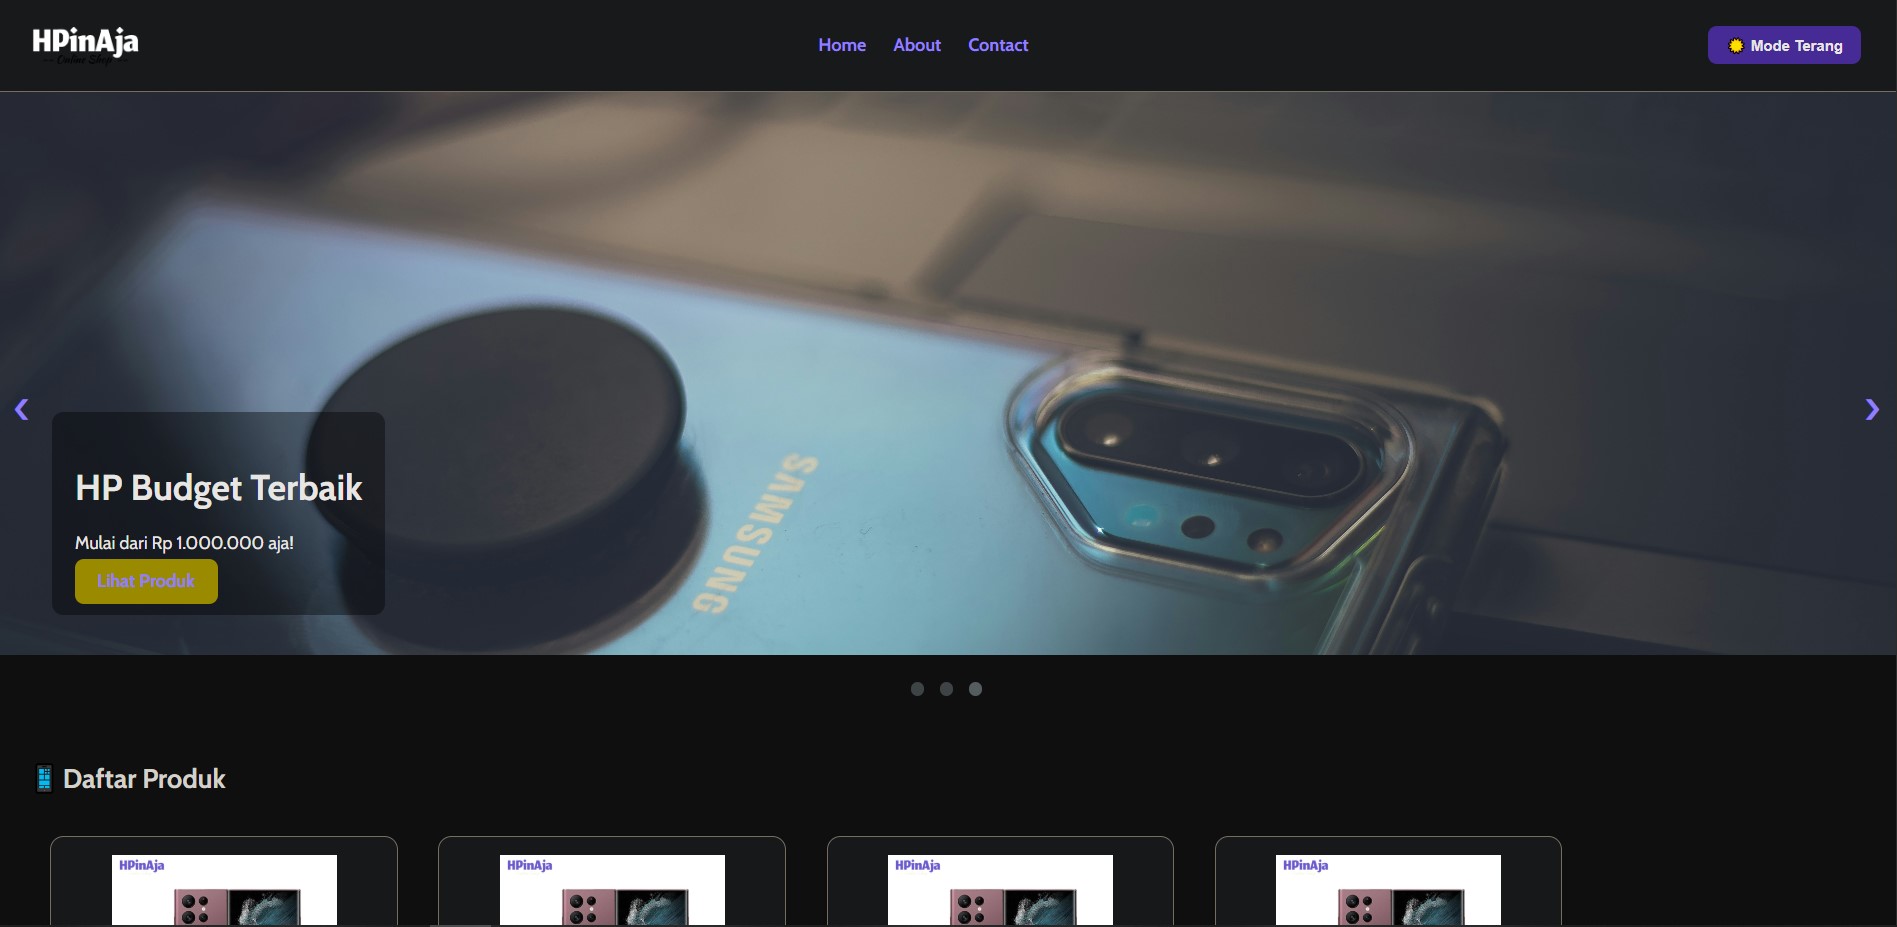 HPinAja
Online Shop
Home About Contact
Mode Terang
HP Budget Terbaik
Mulai dari Rp 1.000.000 aja!
Lihat Produk
SAMSUNG
Daftar Produk
HPinAja
HPinAja
HPinAja
HPinAja